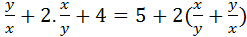 y/x + 2.x/y + 4 = 5 + 2(x/y + y/x)